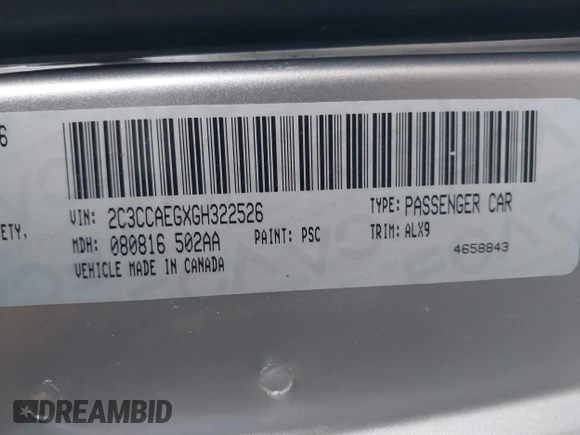 6
VIN: 2C3CCAEGXGH322526 TYPE: PASSENGER CAR
ETY,
MDH: 080816 502AA PAINT: PSC TRIM: ALX9
4658843
VEHICLE MADE IN CANADA
DREAMBID